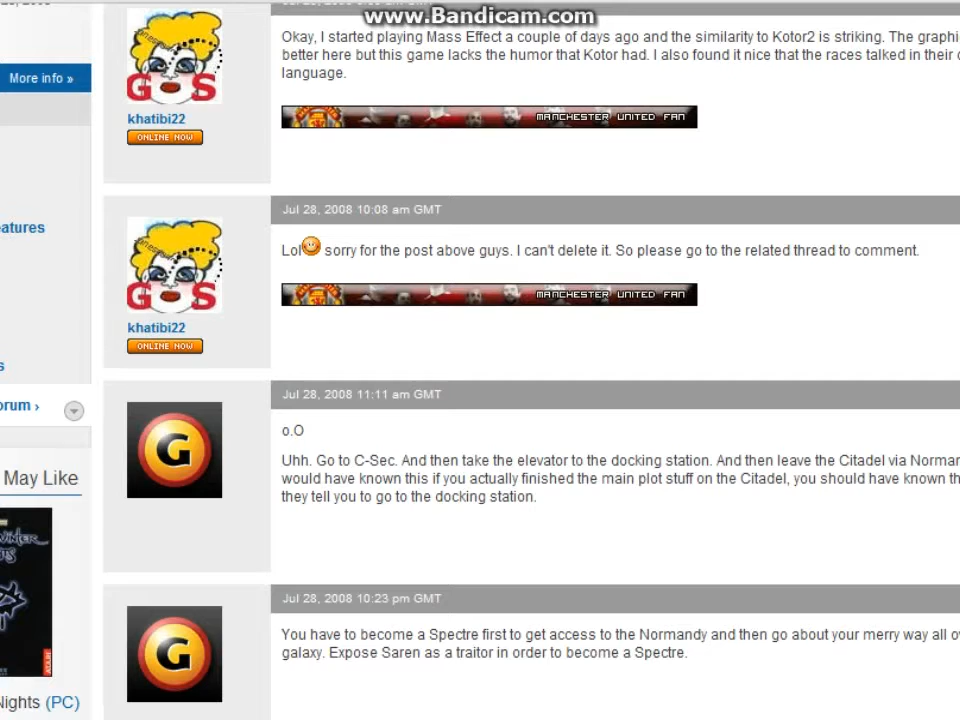 www.Bandicam.com
Okay, I started playing Mass Effect a couple of days ago and the similarity to Kotor2 is striking. The graphi
More info »
better here but this game lacks the humor that Kotor had. I also found it nice that the races talked in their
language.
GOS
khatibi22
ONLINE NOW
MANCHESTER UNITED FAN
Jul 28, 2008 10:08 am GMT
eatures
Lol sorry for the post above guys. I can't delete it. So please go to the related thread to comment.
GOS
MANCHESTER UNITED FAN
khatibi22
ONLINE NOW
s
Jul 28, 2008 11:11 am GMT
orum ›
G
o.O
Uhh. Go to C-Sec. And then take the elevator to the docking station. And then leave the Citadel via Norman
May Like
would have known this if you actually finished the main plot stuff on the Citadel, you should have known th
they tell you to go to the docking station.
Jul 28, 2008 10:23 pm GMT
G
You have to become a Spectre first to get access to the Normandy and then go about your merry way all ov
galaxy. Expose Saren as a traitor in order to become a Spectre.
ATARI
Nights (PC)